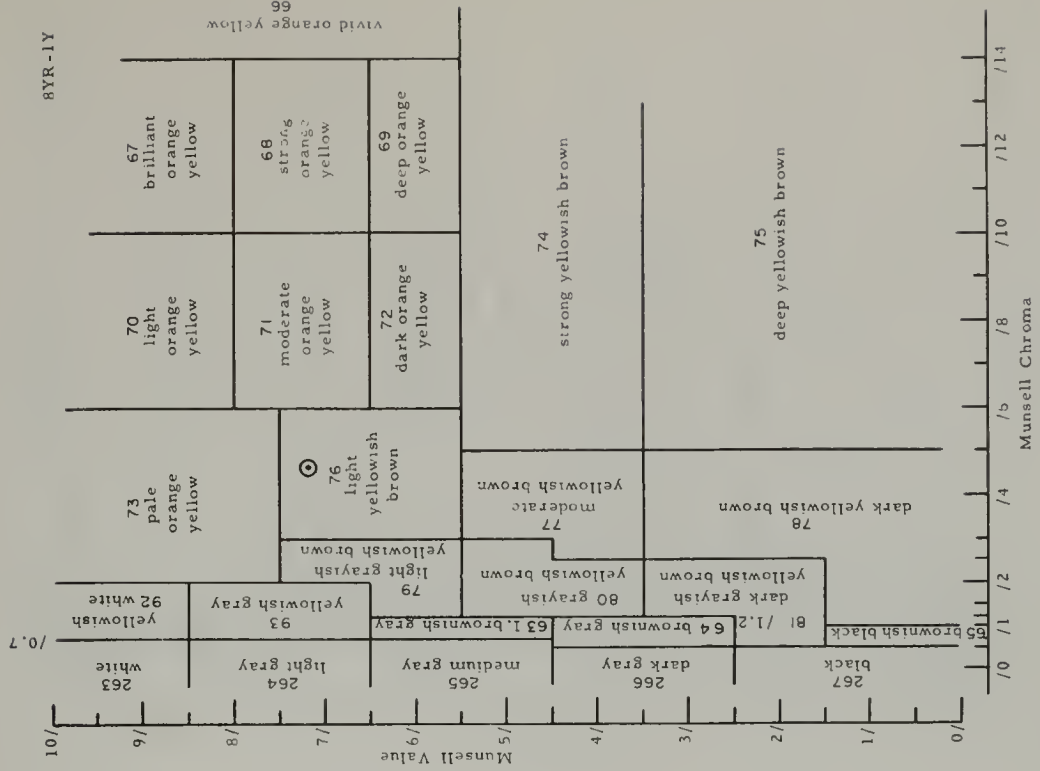 8YR-1Y
66
vivid orange yellow
67
brilliant
orange
yellow
68
strong
orange
yellow
69
deep orange
yellow
70
light
orange
yellow
71
moderate
orange
yellow
72
dark orange
yellow
73
pale
orange
yellow
74
strong yellowish brown
75
deep yellowish brown
76
light
yellowish
brown
77
moderate
yellowish brown
78
dark yellowish brown
79
light grayish
yellowish brown
80 grayish
yellowish brown
81 /1.2
dark grayish
yellowish brown
92 white
yellowish
93
yellowish gray
63.1. brownish gray
64 brownish gray
65 brownish black
263
white
264
light gray
265
medium gray
266
dark gray
267
black
/0.7
10/
9/
8/
7/
6/
5/
4/
3/
2/
1/
0/
Munsell Value
/0
/1
/2
/4
/6
/8
/10
/12
/14
Munsell Chroma